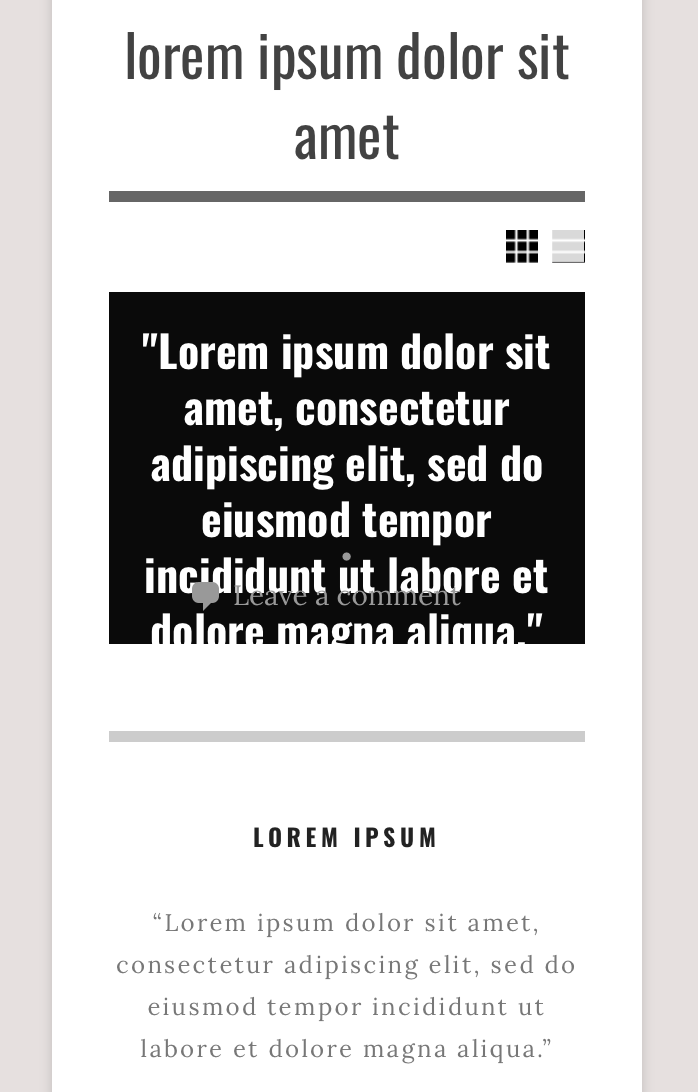 lorem ipsum dolor sit
amet
"Lorem ipsum dolor sit
amet, consectetur
adipiscing elit, sed do
eiusmod tempor
incididunt ut labore et
Leave a comment
dolore magna aliqua."
LOREM IPSUM
“Lorem ipsum dolor sit amet,
consectetur adipiscing elit, sed do
eiusmod tempor incididunt ut
labore et dolore magna aliqua.”